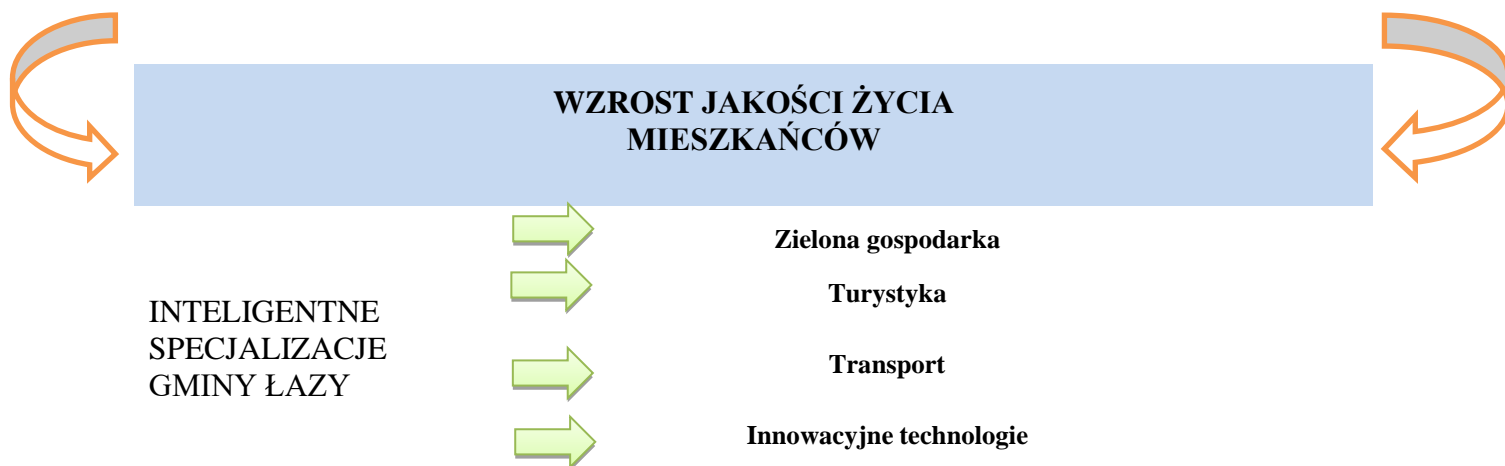 WZROST JAKOŚCI ŻYCIA
MIESZKAŃCÓW
Zielona gospodarka
Turystyka
INTELIGENTNE
SPECJALIZACJE
GMINY ŁAZY
Transport
Innowacyjne technologie